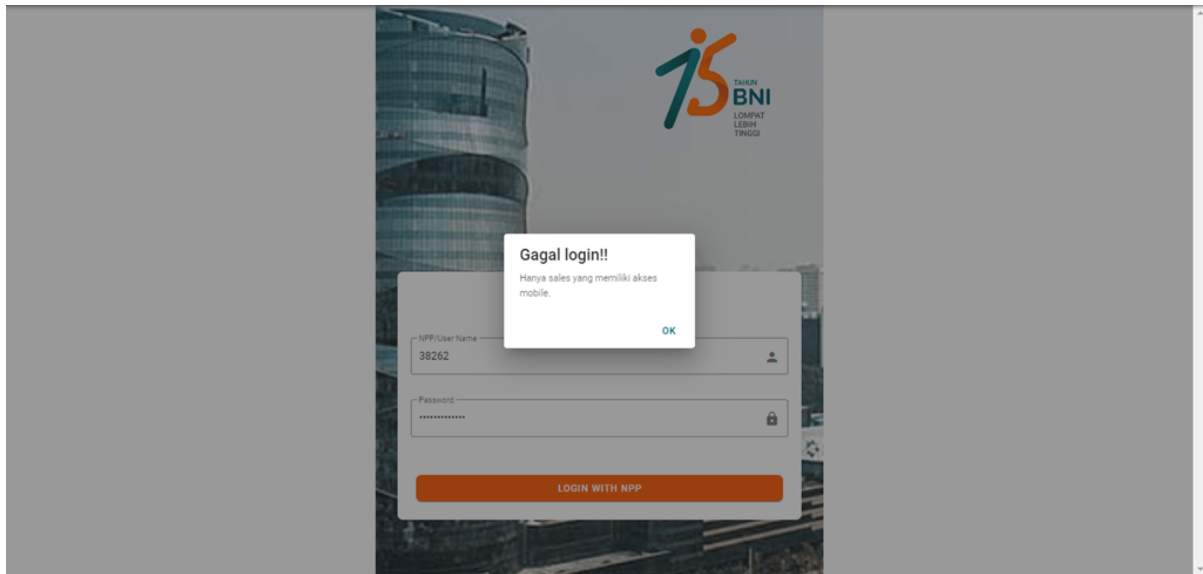 75
TAHUN
BNI
LOMPAT
LEBIH
TINGGI
Gagal login!!
Hanya sales yang memiliki akses
mobile.
OK
NPP/User Name
38262
Password
•••••••••••••
LOGIN WITH NPP